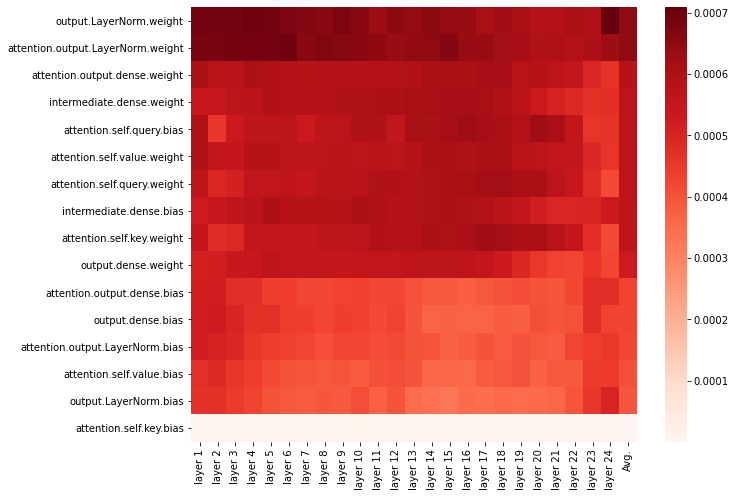 output.LayerNorm.weight
attention.output.LayerNorm.weight
attention.output.dense.weight
intermediate.dense.weight
attention.self.query.bias
attention.self.value.weight
attention.self.query.weight
intermediate.dense.bias
attention.self.key.weight
output.dense.weight
attention.output.dense.bias
output.dense.bias
attention.output.LayerNorm.bias
attention.self.value.bias
output.LayerNorm.bias
attention.self.key.bias
layer 1
layer 2
layer 3
layer 4
layer 5
layer 6
layer 7
layer 8
layer 9
layer 10
layer 11
layer 12
layer 13
layer 14
layer 15
layer 16
layer 17
layer 18
layer 19
layer 20
layer 21
layer 22
layer 23
layer 24
Avg.
0.0007
0.0006
0.0005
0.0004
0.0003
0.0002
0.0001